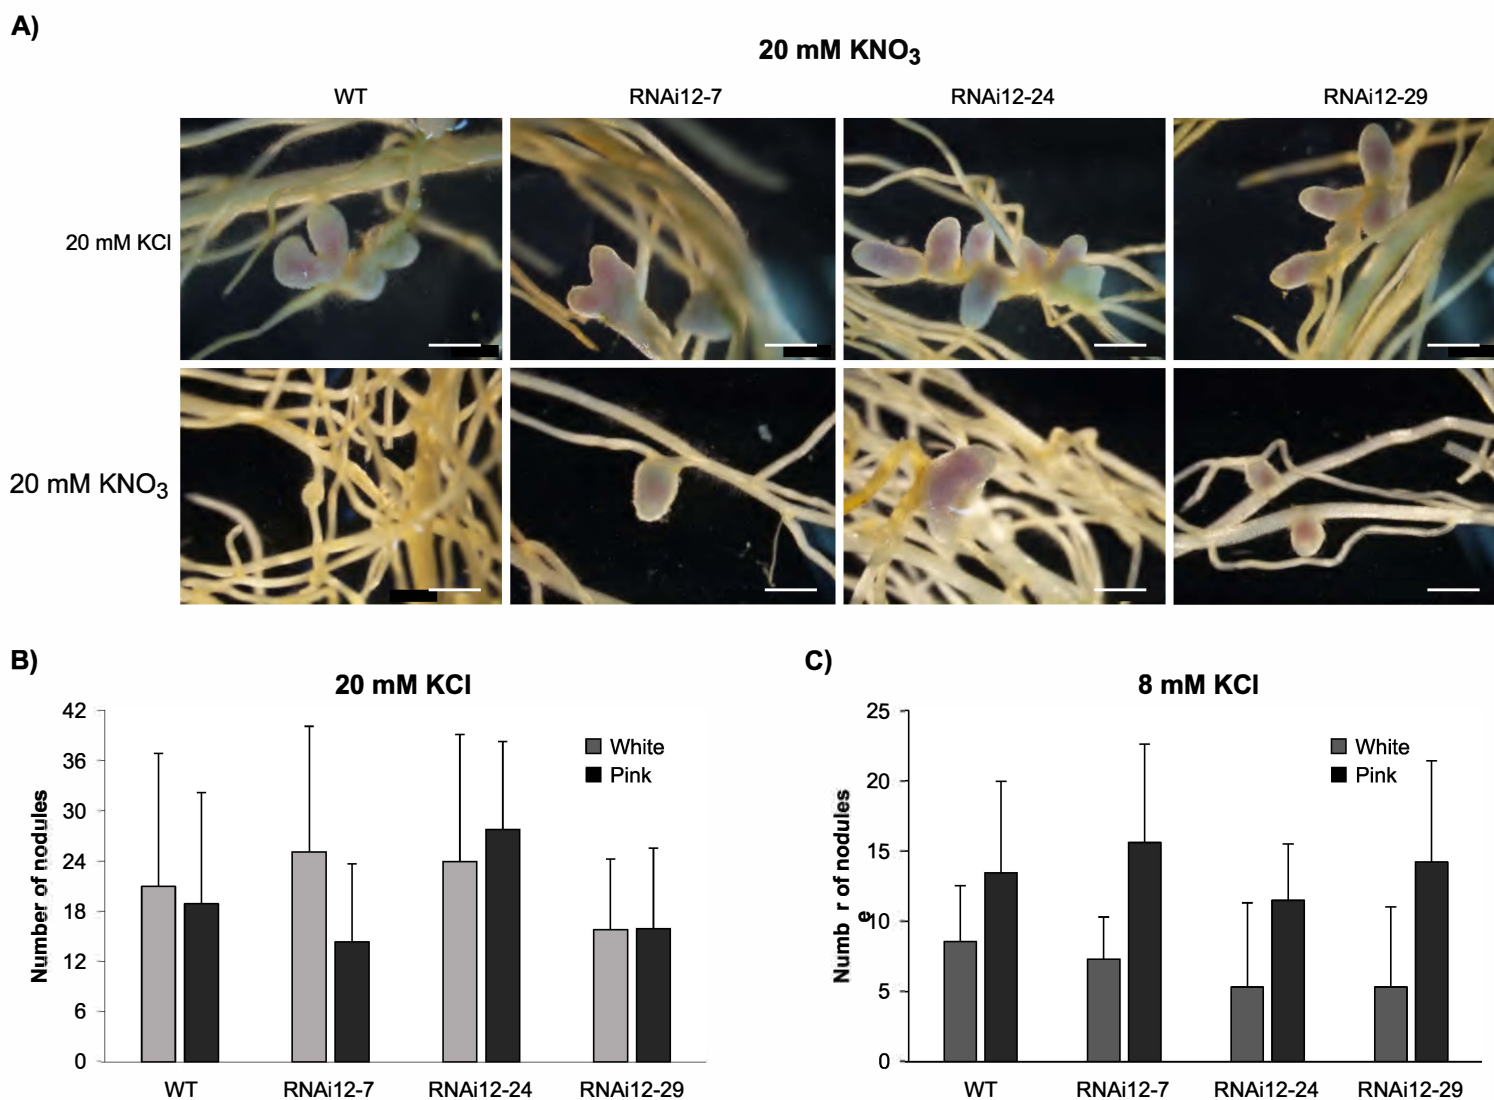 A)
20 mM KNO3
WT RNAi12-7 RNAi12-24 RNAi12-29
20 mM KCl
20 mM KNO3
B)
20 mM KCl
Number of nodules
42
36
30
24
18
12
6
0
White
Pink
WT RNAi12-7 RNAi12-24 RNAi12-29
C)
8 mM KCl
Numb r of nodules
e
25
20
15
10
5
0
White
Pink
WT RNAi12-7 RNAi12-24 RNAi12-29